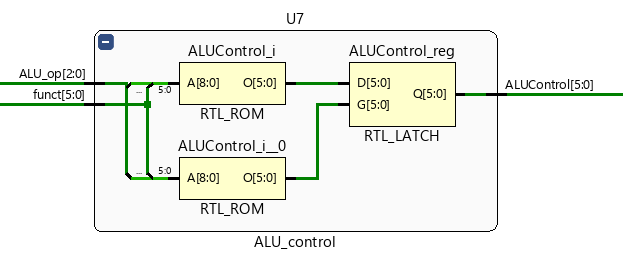 U7
ALUControl_i
ALUControl_reg
ALU_op[2:0]
funct[5:0]
... 5:0
A[8:0] O[5:0]
RTL_ROM
D[5:0]
G[5:0]
Q[5:0]
RTL_LATCH
ALUControl[5:0]
ALUControl_i__0
... 5:0
A[8:0] O[5:0]
RTL_ROM
ALU_control